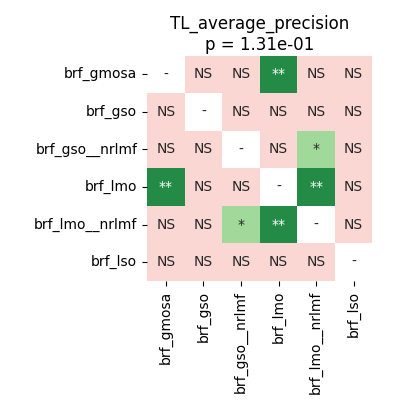 TL_average_precision
p = 1.31e-01
brf_gmosa - NS NS ** NS NS
brf_gso NS - NS NS NS NS
brf_gso__nrlmf NS NS - NS * NS
brf_lmo ** NS NS - ** NS
brf_lmo__nrlmf NS NS * ** - NS
brf_lso NS NS NS NS NS -
brf_gmosa
brf_gso
brf_gso__nrlmf
brf_lmo
brf_lmo__nrlmf
brf_lso